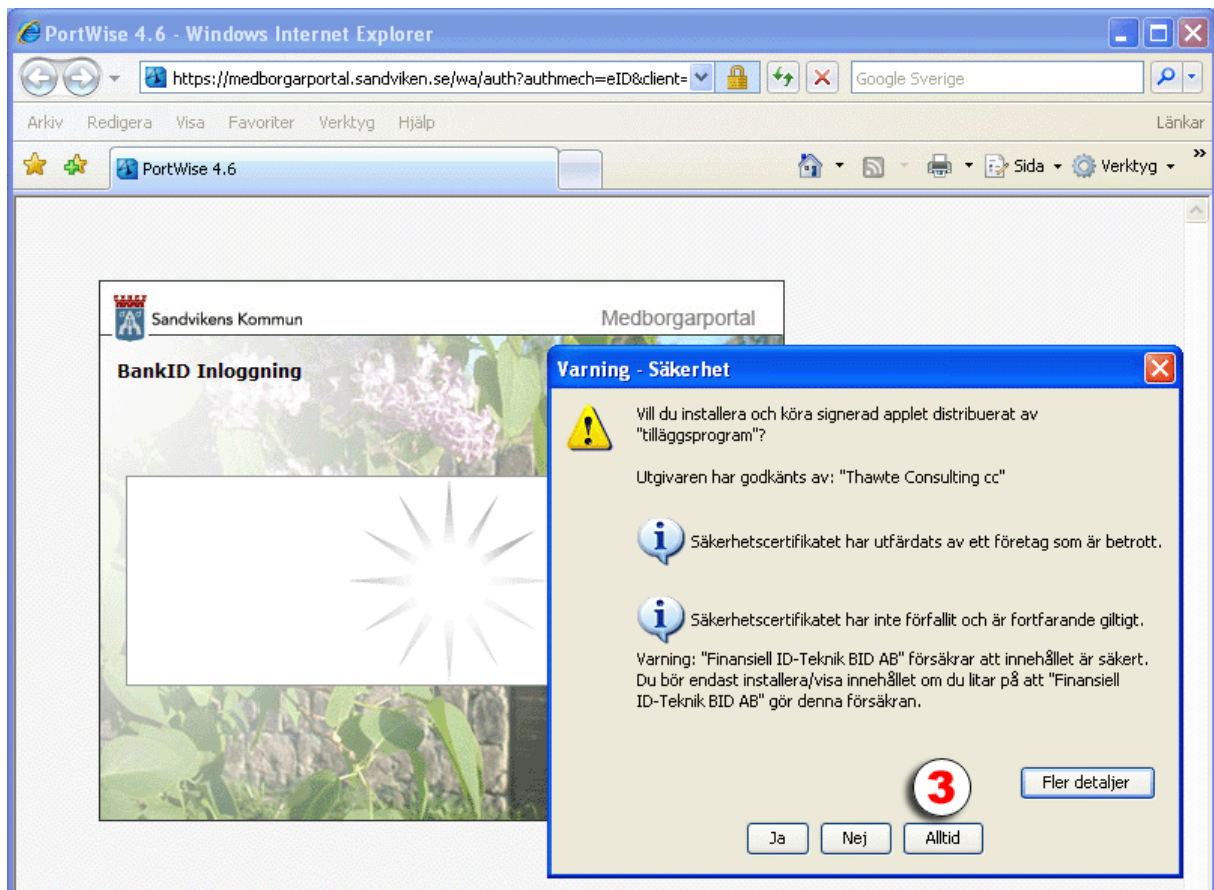 PortWise 4.6 - Windows Internet Explorer
https://medborgarportal.sandviken.se/wa/auth?authmech=eID&client=
Google Sverige
Arkiv Redigera Visa Favoriter Verktyg Hjälp Länkar
PortWise 4.6 Sida Verktyg »
Sandvikens Kommun Medborgarportal
BankID Inloggning
Varning - Säkerhet
Vill du installera och köra signerad applet distribuerat av
"tilläggsprogram"?
Utgivaren har godkänts av: "Thawte Consulting cc"
Säkerhetscertifikatet har utfärdats av ett företag som är betrott.
Säkerhetscertifikatet har inte förfallit och är fortfarande giltigt.
Varning: "Finansiell ID-Teknik BID AB" försäkrar att innehållet är säkert.
Du bör endast installera/visa innehållet om du litar på att "Finansiell
ID-Teknik BID AB" gör denna försäkran.
3
Fler detaljer
Ja Nej Alltid